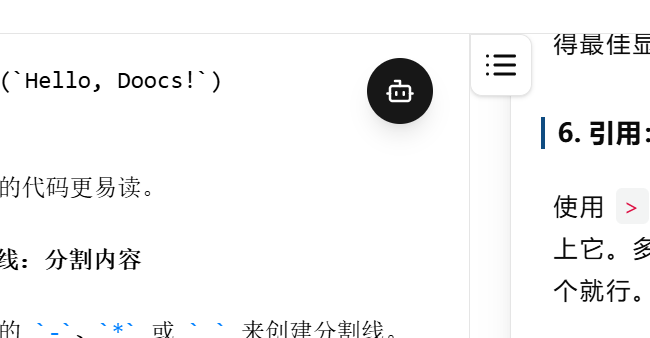 (`Hello, Doocs!`)
的代码更易读。
线：分割内容
的 `-`、`*` 或 `_` 来创建分割线。
得最佳显
6. 引用：
使用 >
上它。多
个就行。